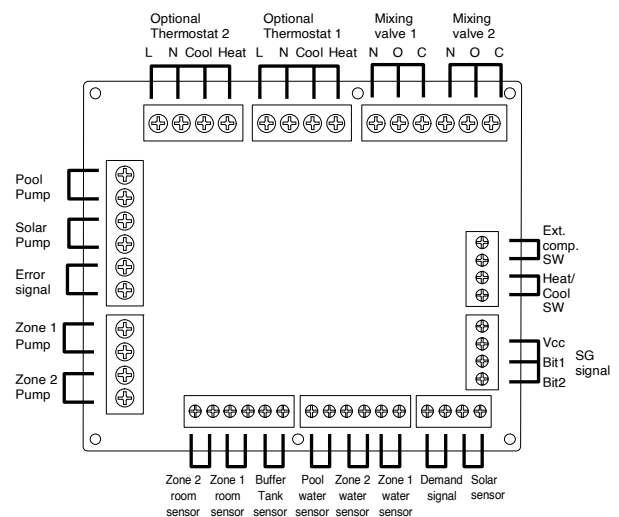 Optional Optional Mixing Mixing
Thermostat 2 Thermostat 1 valve 1 valve 2
L N Cool Heat L N Cool Heat N O C N O C
Pool
Pump
Solar
Pump
Error
signal
Zone 1
Pump
Zone 2
Pump
Ext.
comp.
SW
Heat/
Cool
SW
Vcc
Bit1
Bit2
SG
signal
Zone 2 Zone 1 Buffer Pool Zone 2 Zone 1 Demand Solar
room room Tank water water water signal sensor
sensor sensor sensor sensor sensor sensor